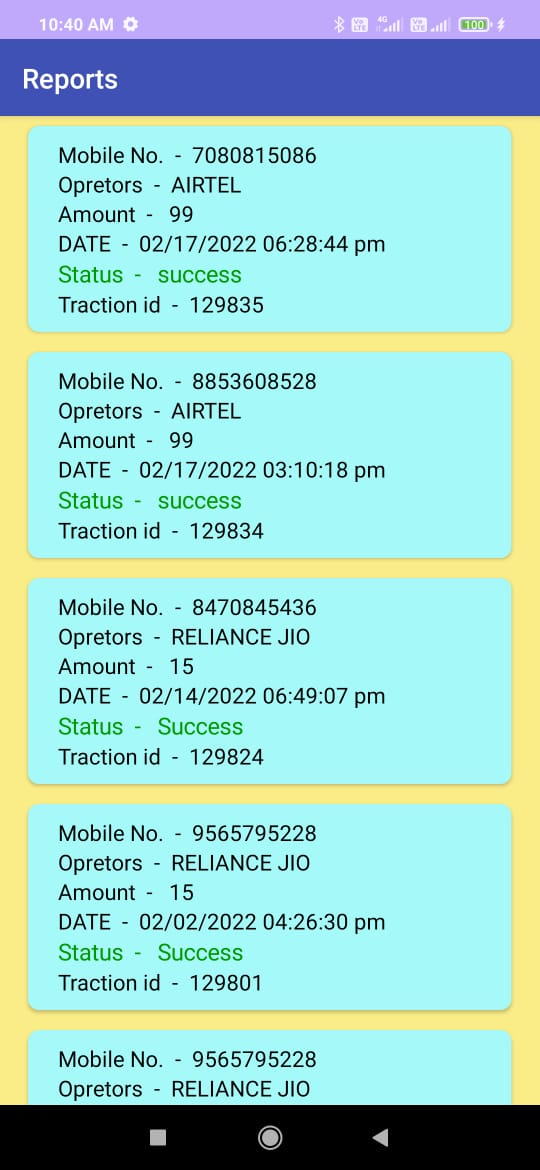 10:40 AM
4G
100
Reports
Mobile No. - 7080815086
Opretors - AIRTEL
Amount - 99
DATE - 02/17/2022 06:28:44 pm
Status - success
Traction id - 129835
Mobile No. - 8853608528
Opretors - AIRTEL
Amount - 99
DATE - 02/17/2022 03:10:18 pm
Status - success
Traction id - 129834
Mobile No. - 8470845436
Opretors - RELIANCE JIO
Amount - 15
DATE - 02/14/2022 06:49:07 pm
Status - Success
Traction id - 129824
Mobile No. - 9565795228
Opretors - RELIANCE JIO
Amount - 15
DATE - 02/02/2022 04:26:30 pm
Status - Success
Traction id - 129801
Mobile No. - 9565795228
Opretors - RELIANCE JIO